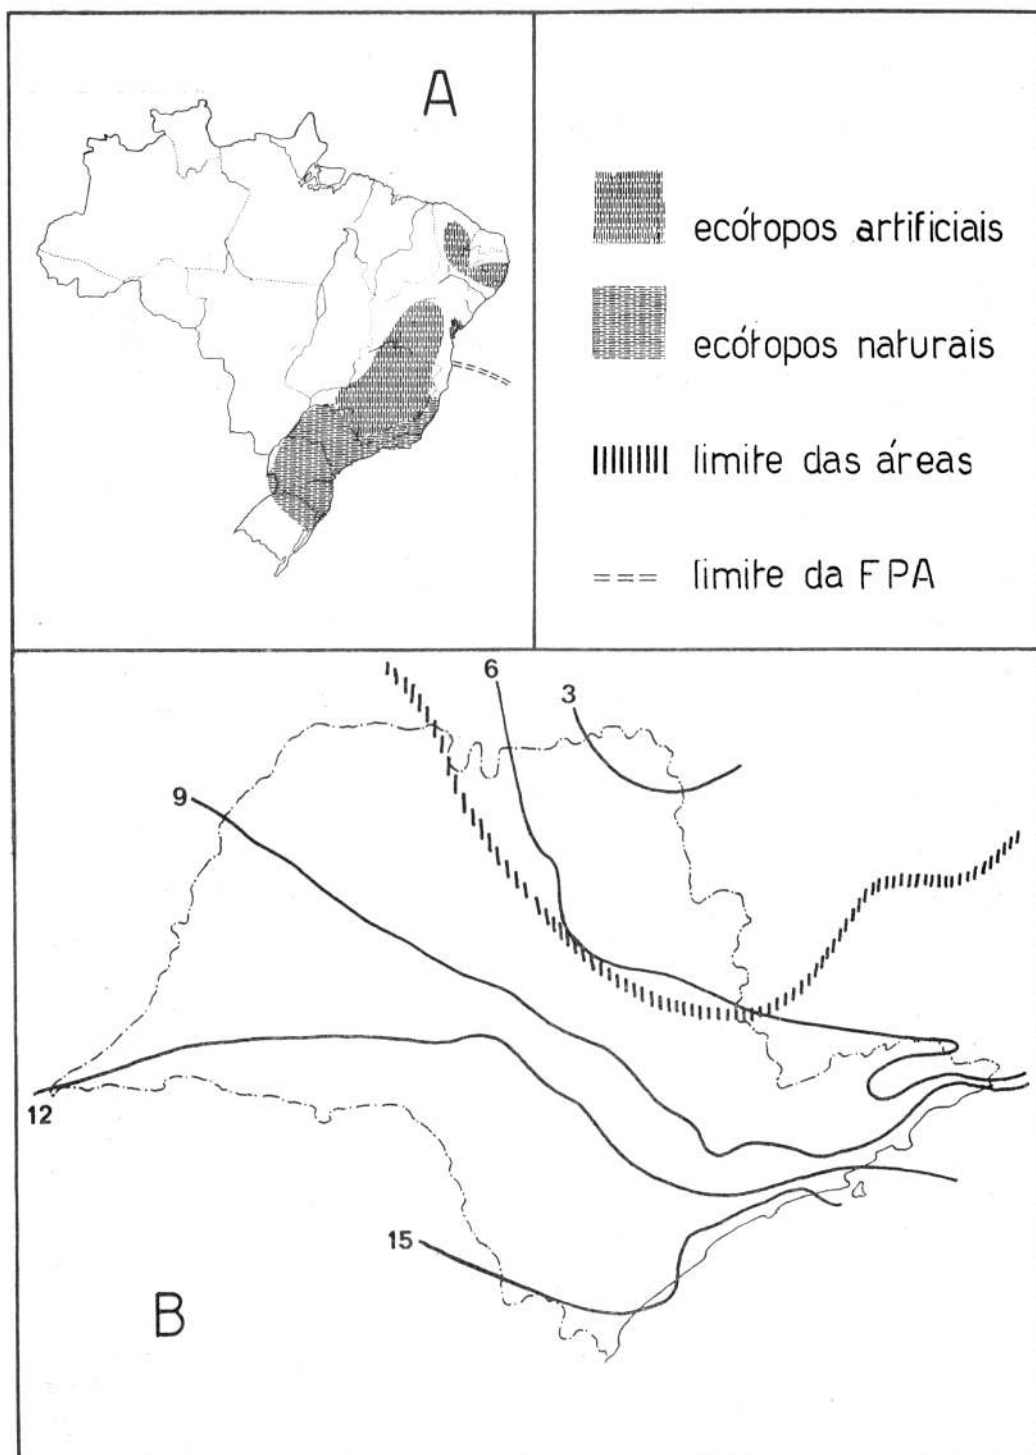 A
ecótopos artificiais
ecótopos naturais
limite das áreas
limite da FPA
6
3
9
12
15
B